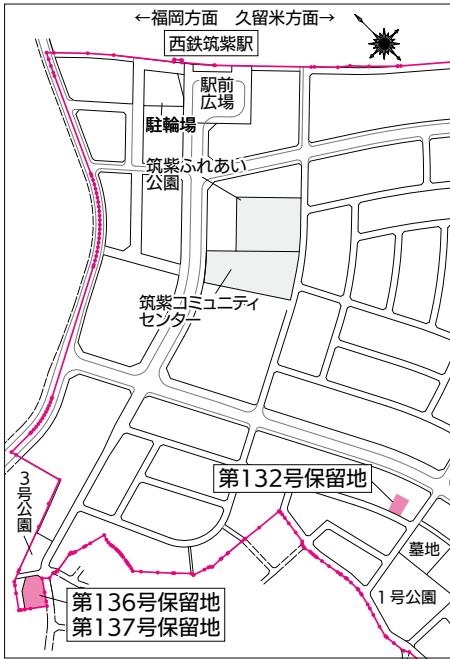 ←福岡方面　久留米方面→
西鉄筑紫駅
駅前
広場
駐輪場
筑紫ふれあい
公園
筑紫コミュニティ
センター
第132号保留地
3号公園
墓地
1号公園
第136号保留地
第137号保留地